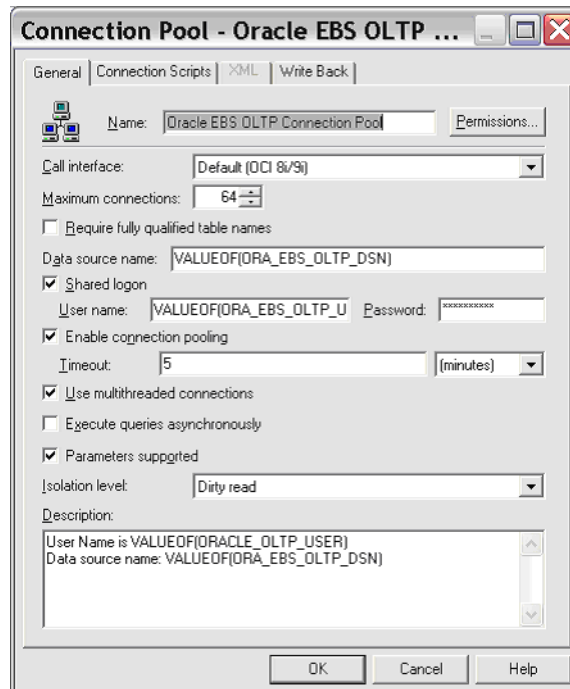 Connection Pool - Oracle EBS OLTP ...
General Connection Scripts XML Write Back
Name: Oracle EBS OLTP Connection Pool Permissions...
Call interface: Default (OCI 8i/9i)
Maximum connections: 64
Require fully qualified table names
Data source name: VALUEOF(ORA_EBS_OLTP_DSN)
Shared logon
User name: VALUEOF(ORA_EBS_OLTP_U Password: **********
Enable connection pooling
Timeout: 5 (minutes)
Use multithreaded connections
Execute queries asynchronously
Parameters supported
Isolation level: Dirty read
Description:
User Name is VALUEOF(ORACLE_OLTP_USER)
Data source name: VALUEOF(ORA_EBS_OLTP_DSN)
OK Cancel Help